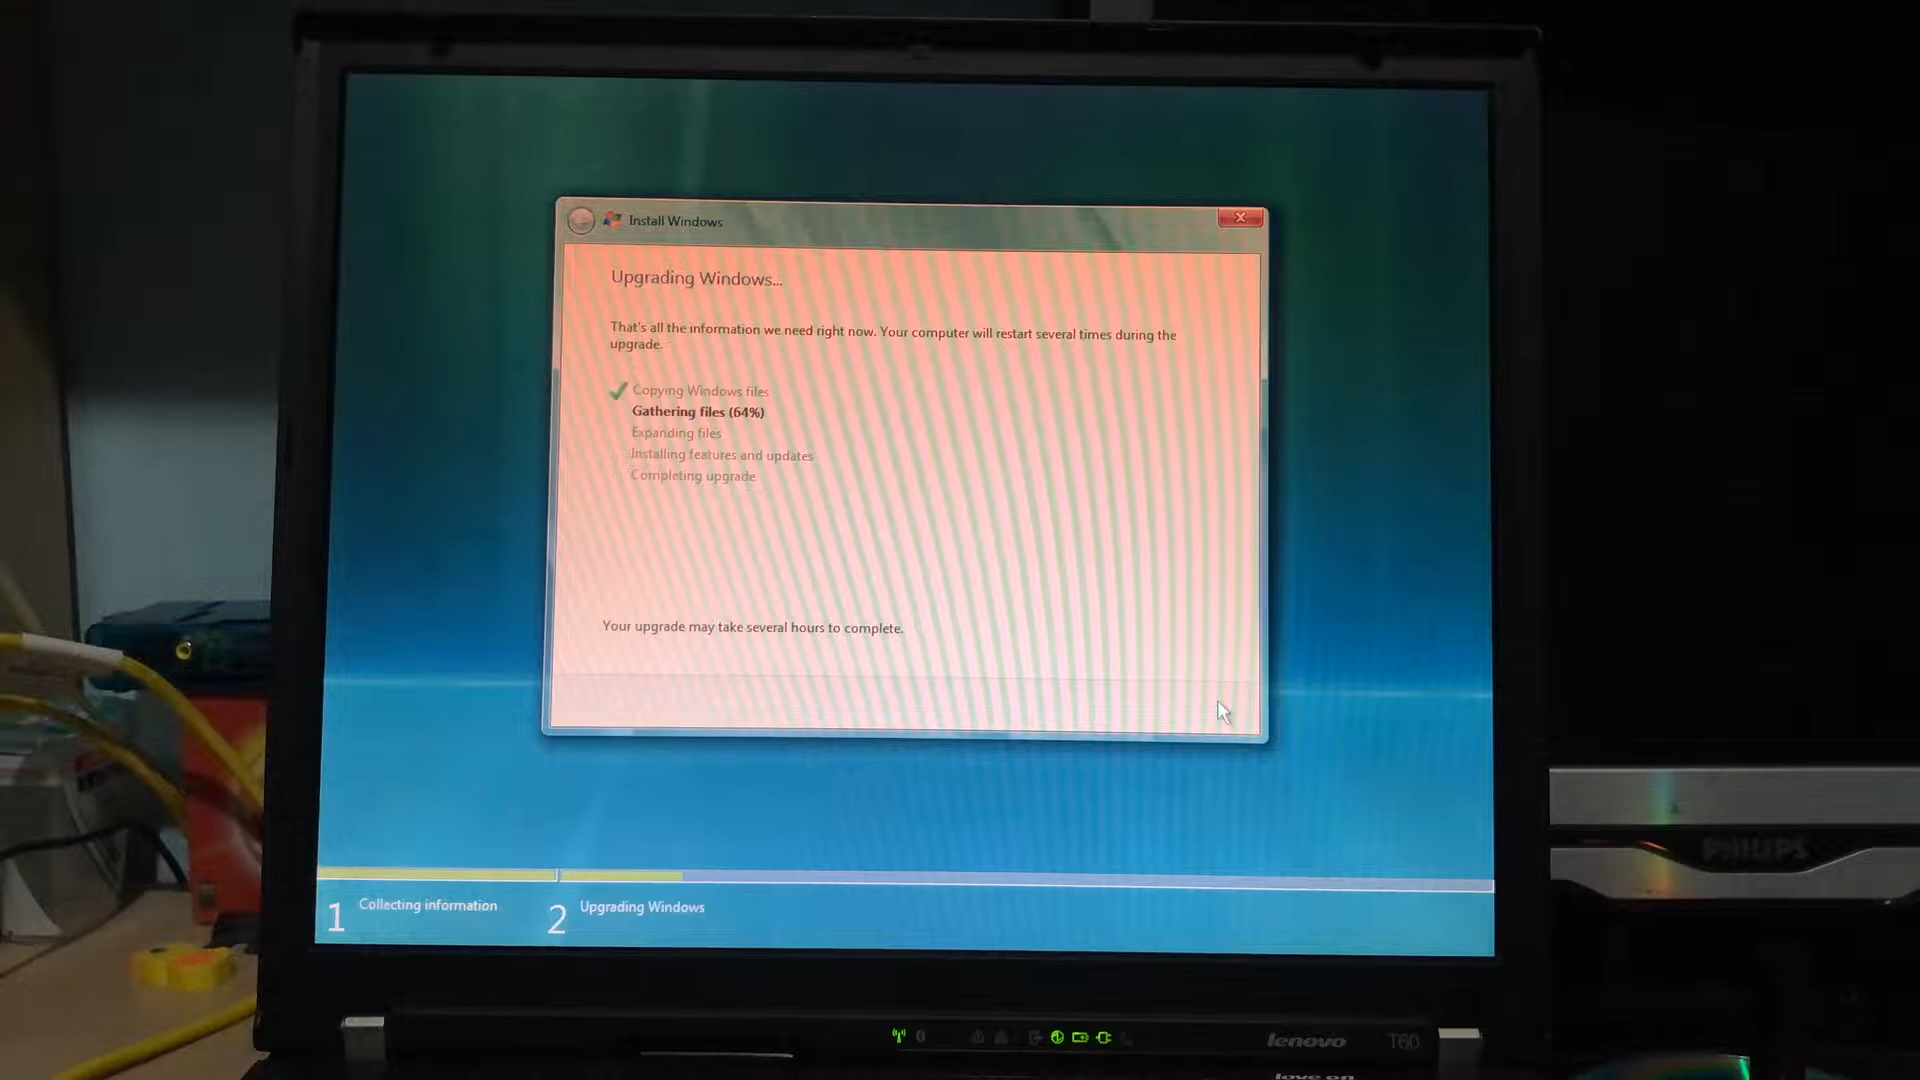 Install Windows
Upgrading Windows...
That's all the information we need right now. Your computer will restart several times during the
upgrade.
Copying Windows files
Gathering files (64%)
Expanding files
Installing features and updates
Completing upgrade
Your upgrade may take several hours to complete.
1 Collecting information
2 Upgrading Windows
PHILIPS
lenovo T60